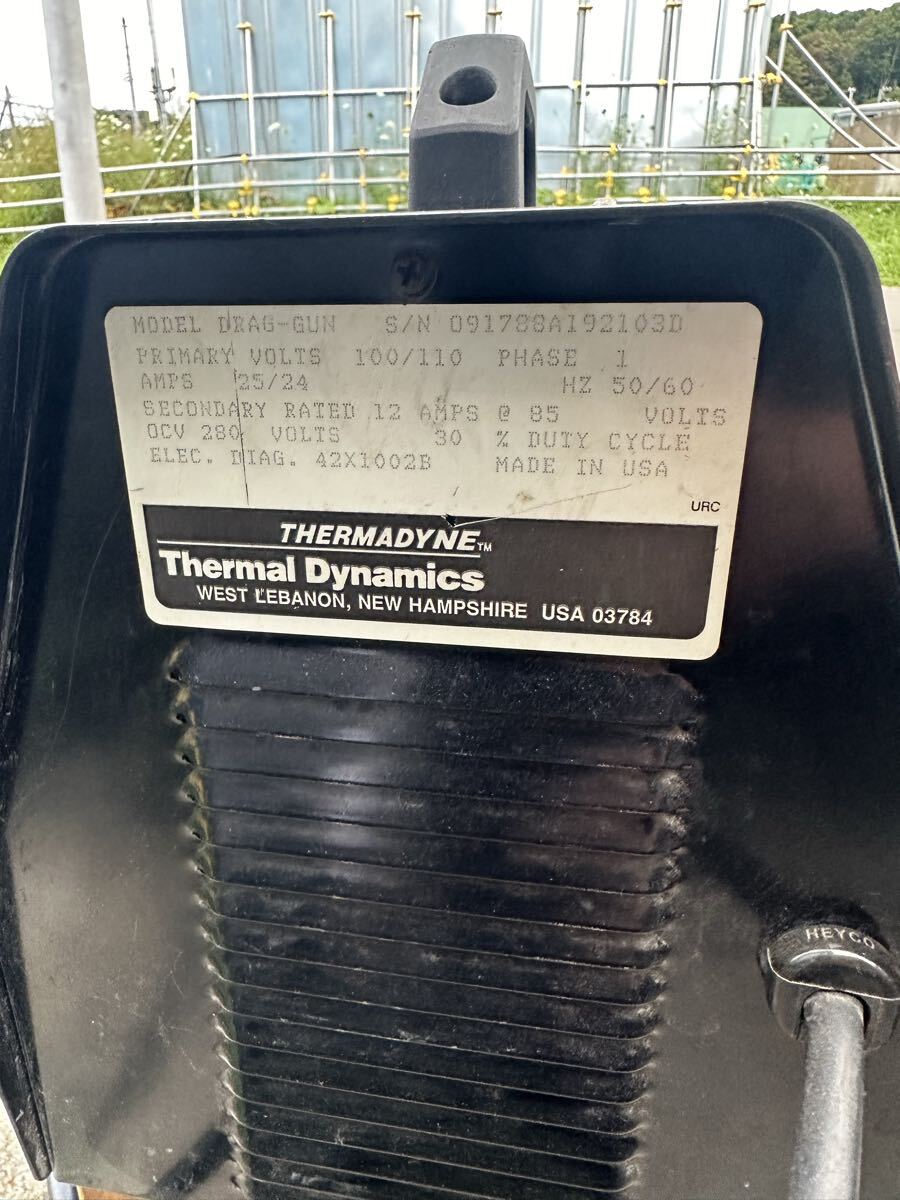 MODEL DRAG-GUN S/N 091788A192103D
PRIMARY VOLTS 100/110 PHASE 1
AMPS 25/24 HZ 50/60
SECONDARY RATED 12 AMPS @ 85 VOLTS
OCV 280 VOLTS 30 % DUTY CYCLE
ELEC. DIAG. 42X1002B MADE IN USA
URC
THERMADYNE™
Thermal Dynamics
WEST LEBANON, NEW HAMPSHIRE USA 03784
HEYCO